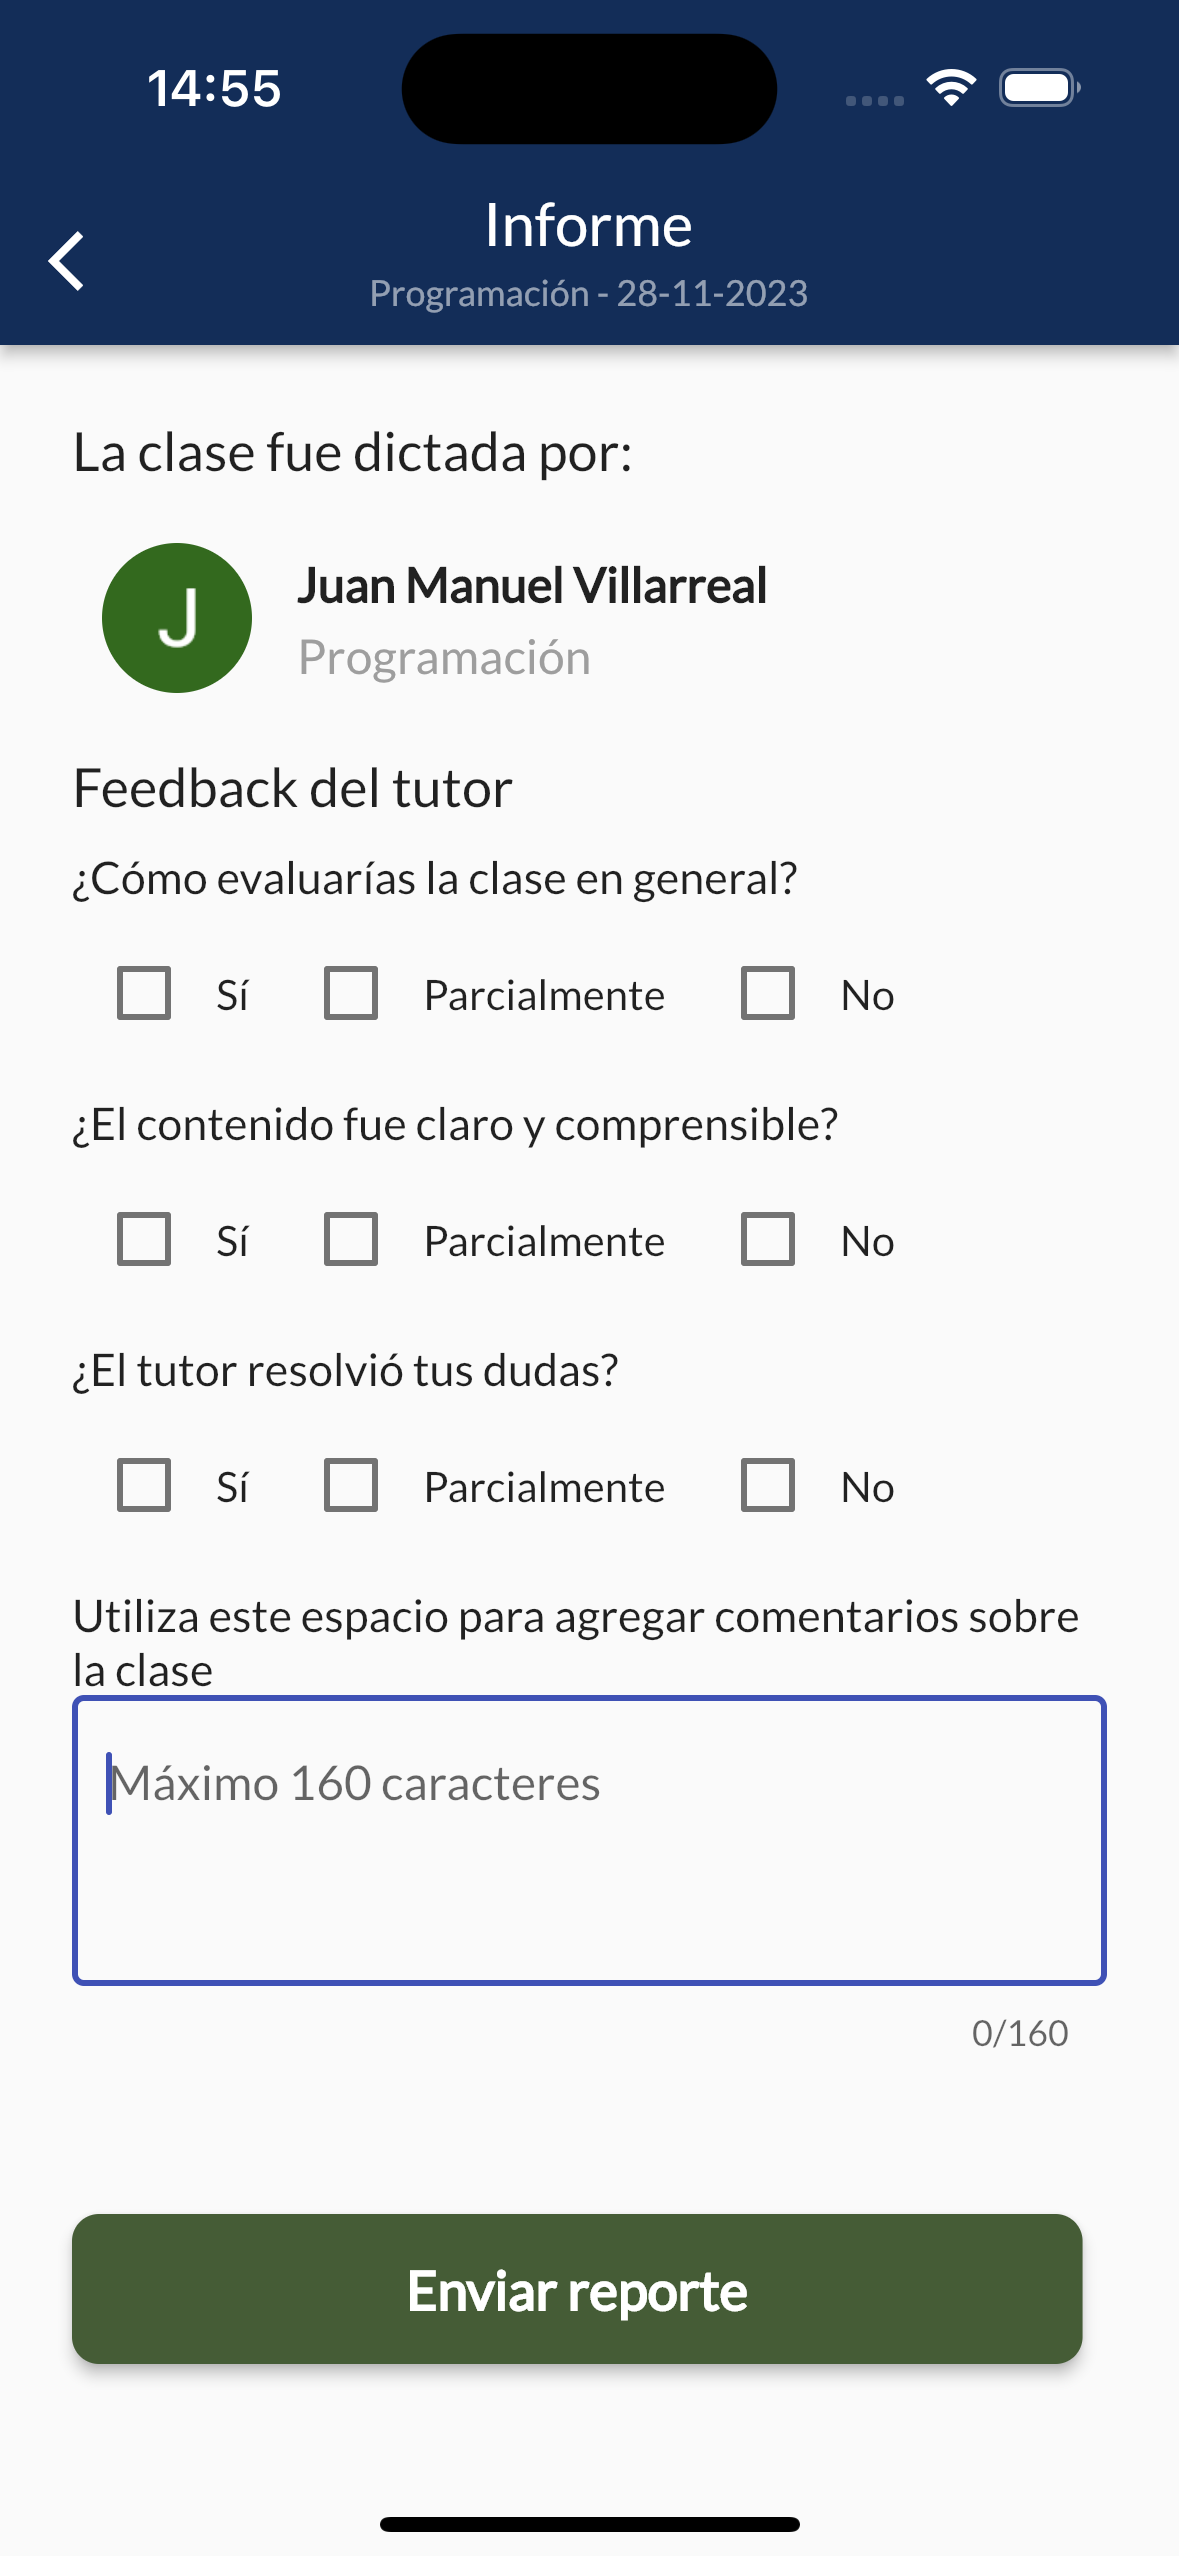 14:55
Informe
Programación - 28-11-2023
La clase fue dictada por:
J
Juan Manuel Villarreal
Programación
Feedback del tutor
¿Cómo evaluarías la clase en general?
Sí Parcialmente No
¿El contenido fue claro y comprensible?
Sí Parcialmente No
¿El tutor resolvió tus dudas?
Sí Parcialmente No
Utiliza este espacio para agregar comentarios sobre
la clase
Máximo 160 caracteres
0/160
Enviar reporte